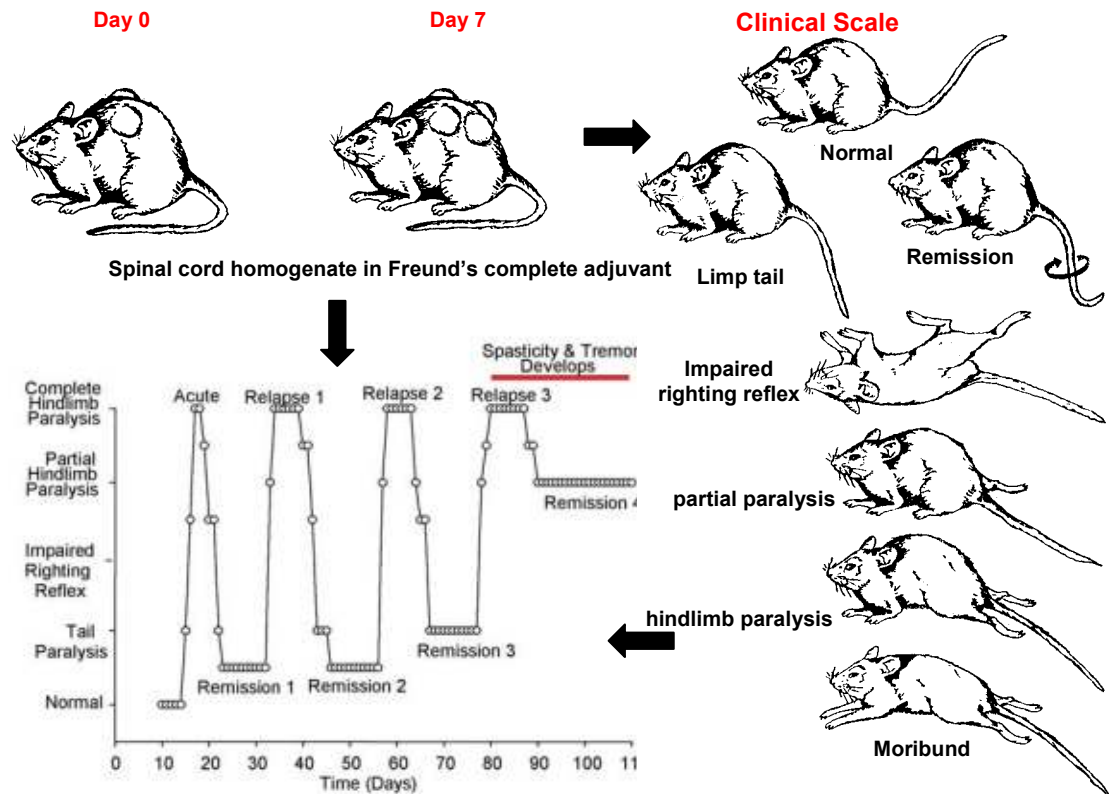 Day 0
Day 7
Clinical Scale
Normal
Limp tail
Remission
Spinal cord homogenate in Freund's complete adjuvant
Impaired
righting reflex
partial paralysis
hindlimb paralysis
Moribund
Spasticity & Tremor
Develops
Complete
Hindlimb
Paralysis
Partial
Hindlimb
Paralysis
Impaired
Righting
Reflex
Tail
Paralysis
Normal
Acute
Relapse 1
Relapse 2
Relapse 3
Remission 1
Remission 2
Remission 3
Remission 4
0 10 20 30 40 50 60 70 80 90 100 11
Time (Days)